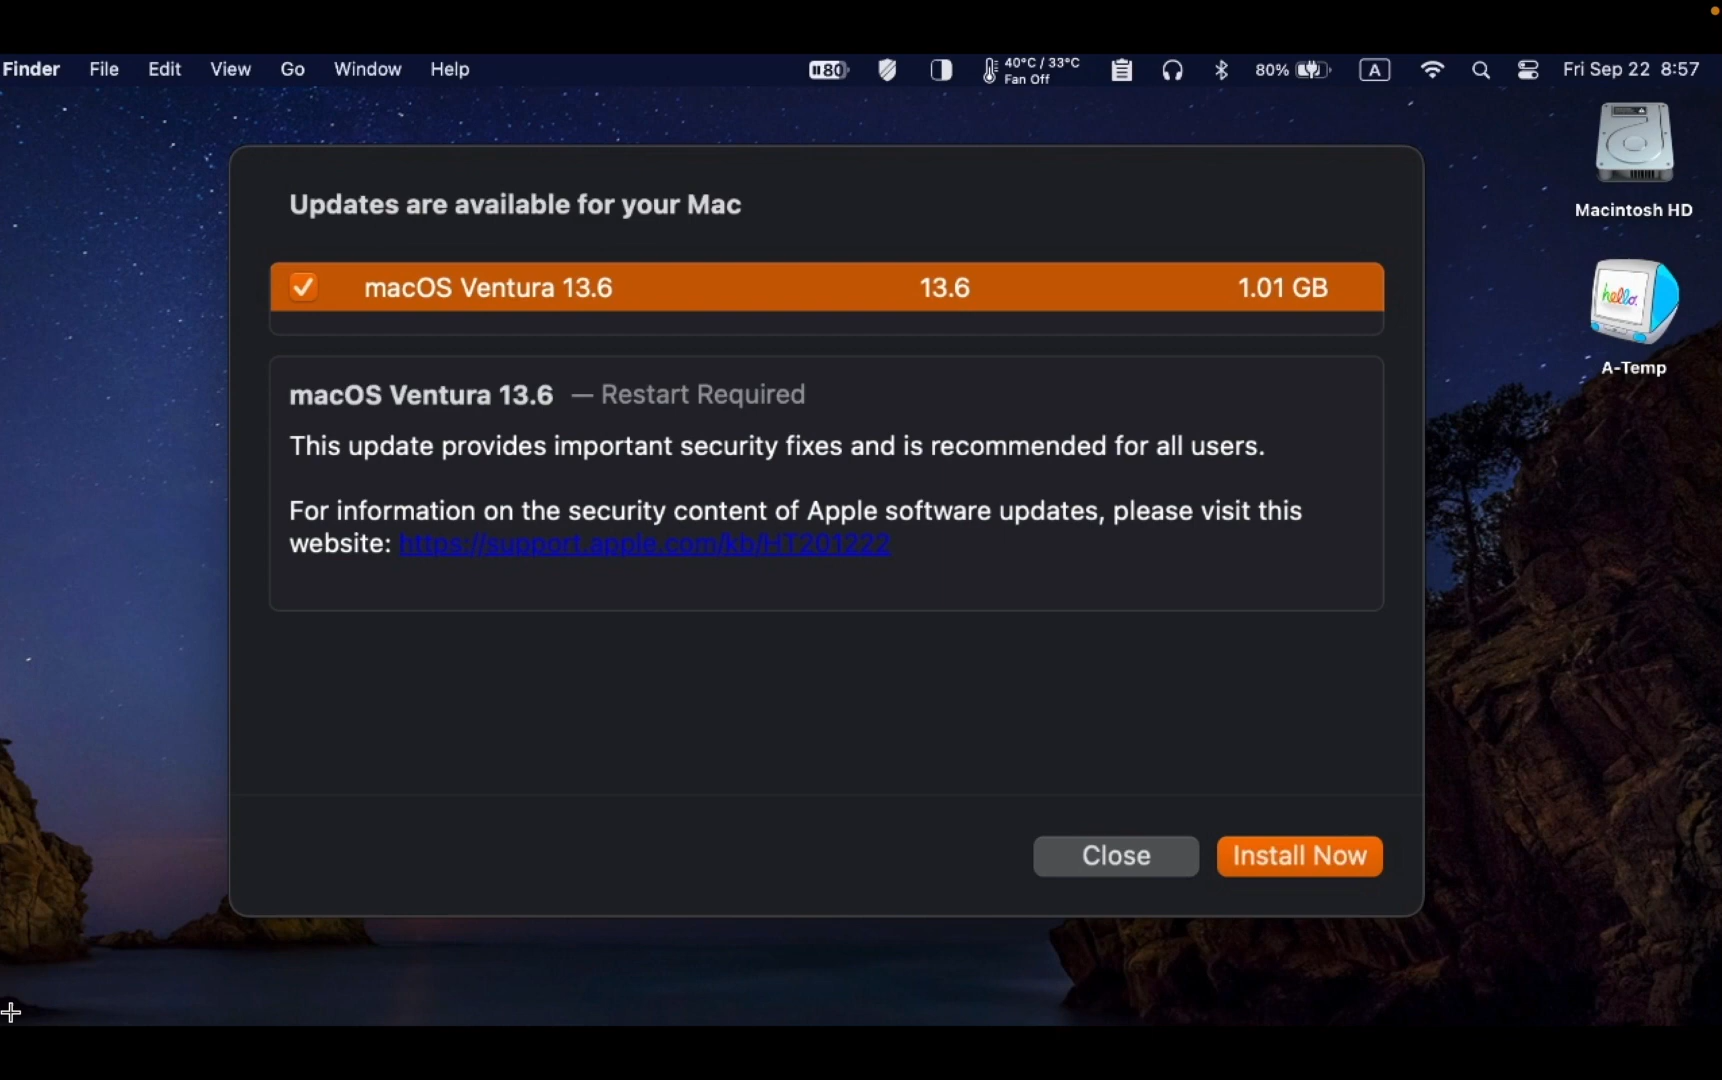 Finder File Edit View Go Window Help 80 40°C / 33°C 80% A Fri Sep 22 8:57
Fan Off
Updates are available for your Mac
macOS Ventura 13.6 13.6 1.01 GB
macOS Ventura 13.6 — Restart Required
This update provides important security fixes and is recommended for all users.
For information on the security content of Apple software updates, please visit this
website: https://support.apple.com/kb/HT201222
Close Install Now
Macintosh HD
hello.
A-Temp